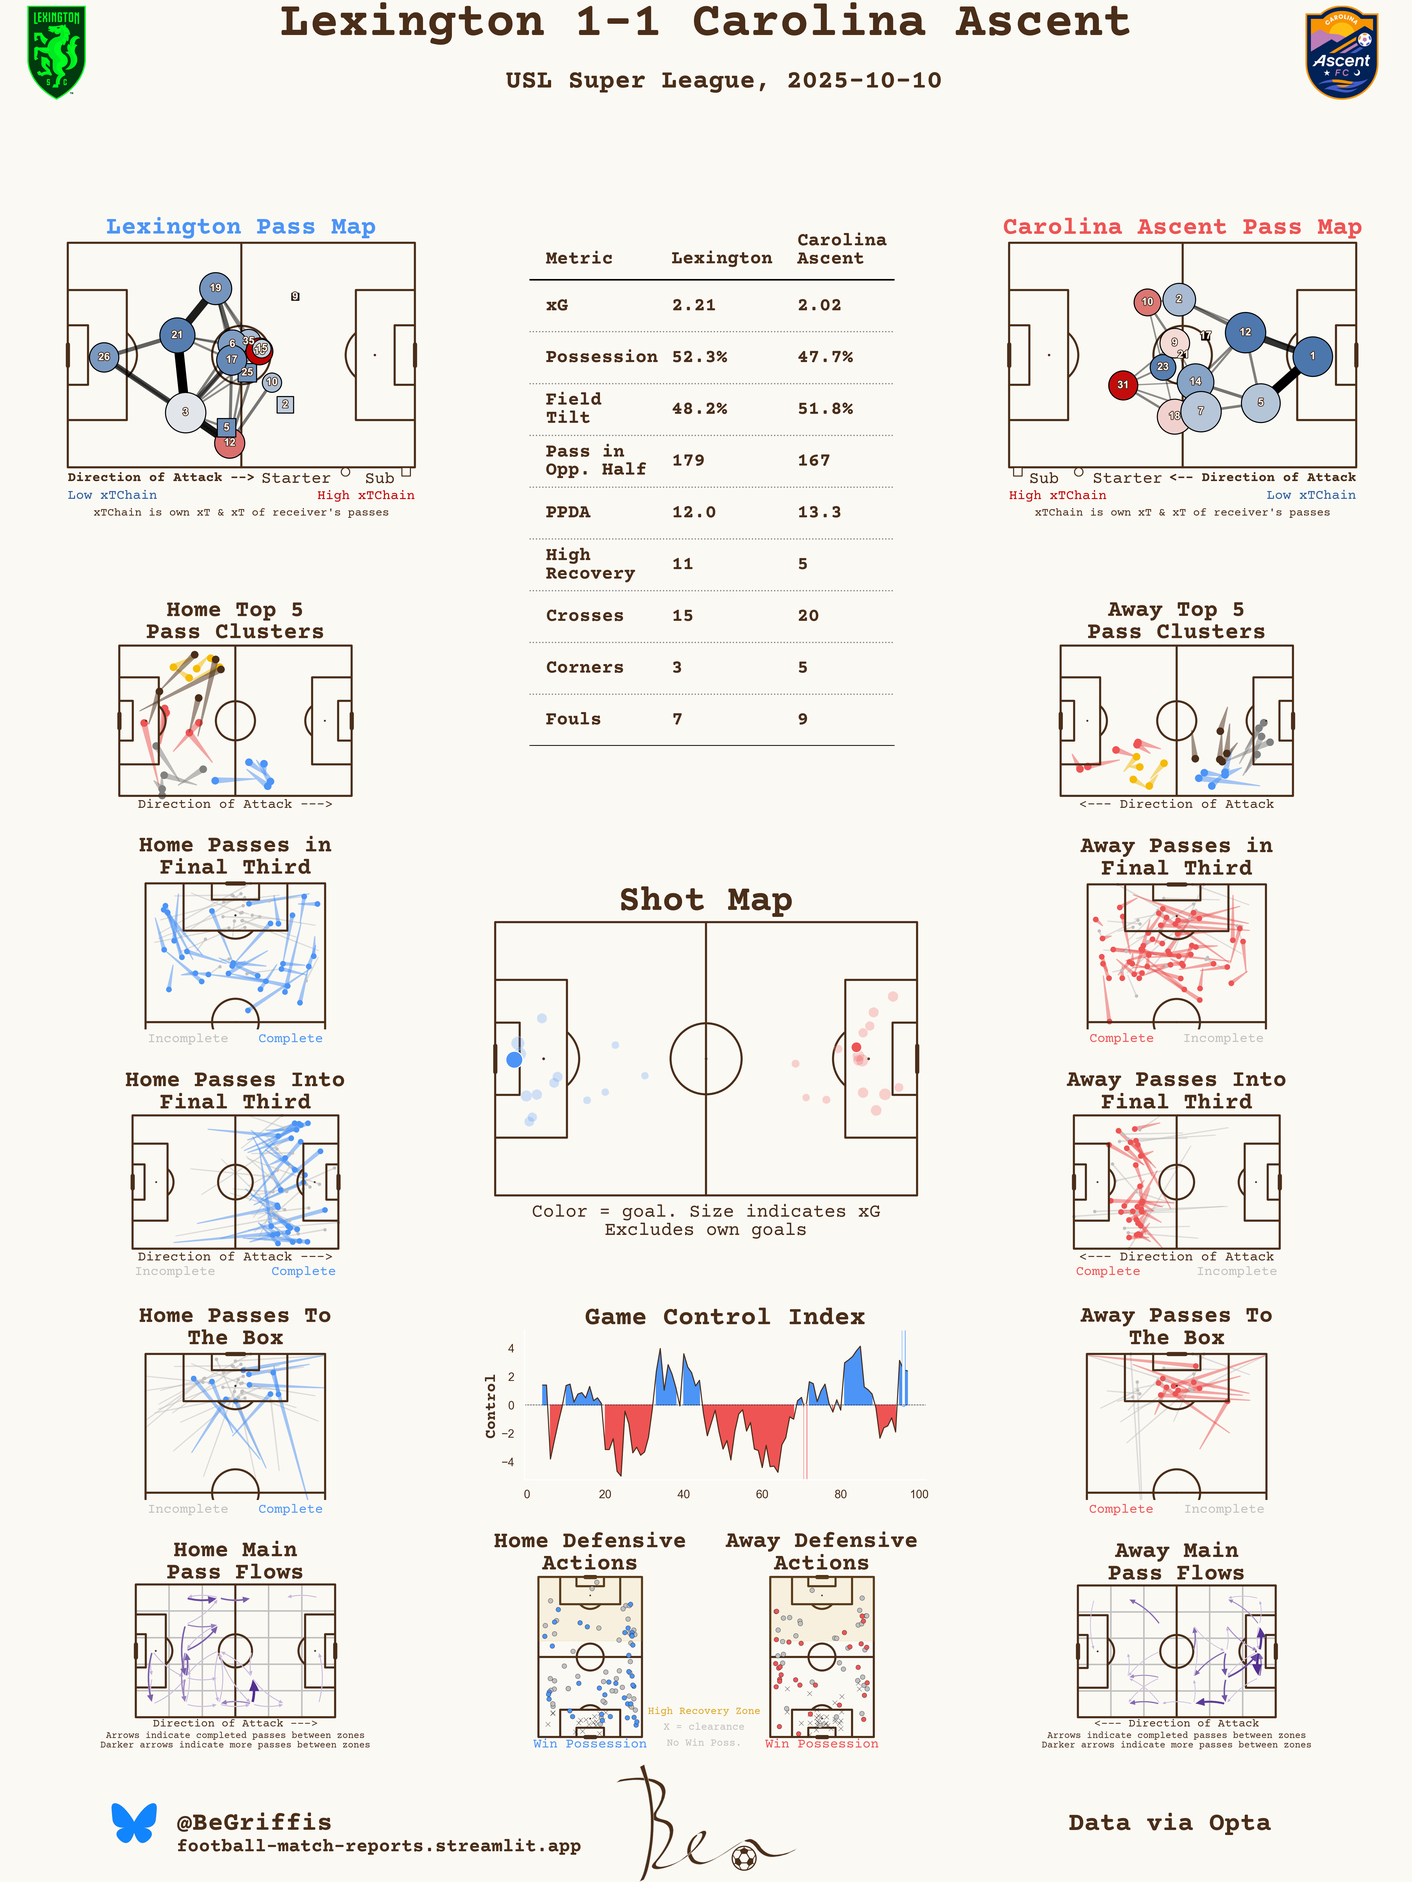 Lexington 1-1 Carolina Ascent
USL Super League, 2025-10-10
LEXINGTON
S C
CAROLINA
Ascent
FC
Lexington Pass Map
19
9
21
6
35
15
26
17
25
10
3
2
5
12
Direction of Attack --> Starter Sub
Low xTChain High xTChain
xTChain is own xT & xT of receiver's passes
Metric Lexington Carolina Ascent
xG 2.21 2.02
Possession 52.3% 47.7%
Field Tilt 48.2% 51.8%
Pass in Opp. Half 179 167
PPDA 12.0 13.3
High Recovery 11 5
Crosses 15 20
Corners 3 5
Fouls 7 9
Carolina Ascent Pass Map
10
2
17
12
9
21
1
23
14
31
5
18
7
Sub Starter <-- Direction of Attack
High xTChain Low xTChain
xTChain is own xT & xT of receiver's passes
Home Top 5
Pass Clusters
Direction of Attack --->
Away Top 5
Pass Clusters
<--- Direction of Attack
Home Passes in
Final Third
Incomplete Complete
Away Passes in
Final Third
Complete Incomplete
Shot Map
Color = goal. Size indicates xG
Excludes own goals
Home Passes Into
Final Third
Direction of Attack --->
Incomplete Complete
Away Passes Into
Final Third
<--- Direction of Attack
Complete Incomplete
Home Passes To
The Box
Incomplete Complete
Game Control Index
Control
4
2
0
−2
−4
0 20 40 60 80 100
Away Passes To
The Box
Complete Incomplete
Home Main
Pass Flows
Direction of Attack --->
Arrows indicate completed passes between zones
Darker arrows indicate more passes between zones
Home Defensive
Actions
Win Possession
Away Defensive
Actions
Win Possession
High Recovery Zone
X = clearance
No Win Poss.
Away Main
Pass Flows
<--- Direction of Attack
Arrows indicate completed passes between zones
Darker arrows indicate more passes between zones
@BeGriffis
football-match-reports.streamlit.app
Ben
Data via Opta